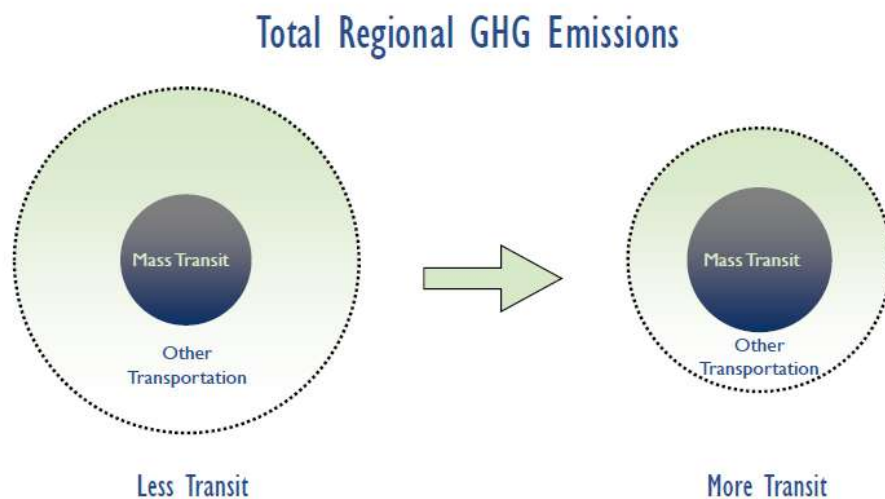 Total Regional GHG Emissions
Mass Transit
Other
Transportation
Mass Transit
Other
Transportation
Less Transit
More Transit